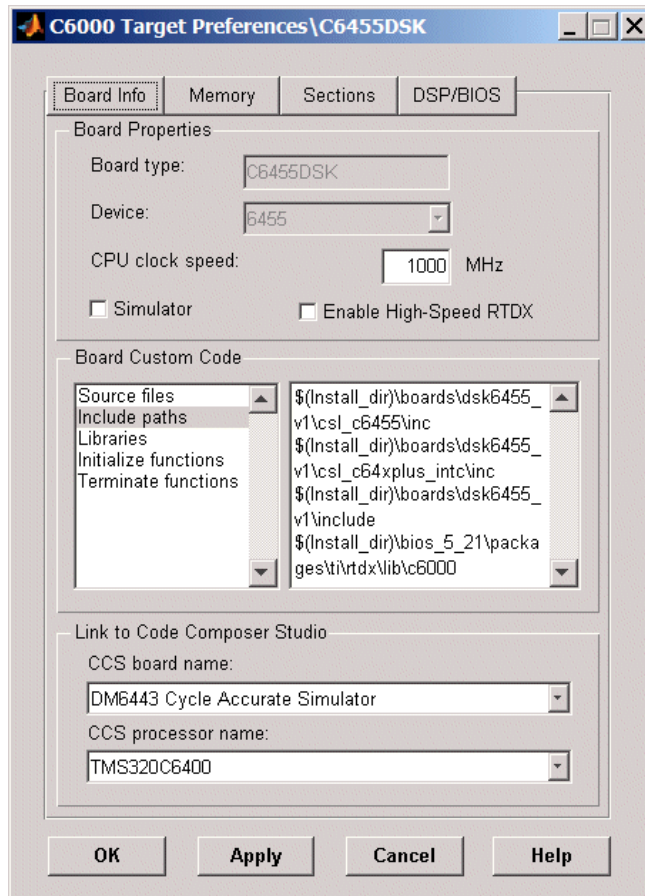 C6000 Target Preferences\C6455DSK
Board Info Memory Sections DSP/BIOS
Board Properties
Board type: C6455DSK
Device: 6455
CPU clock speed: 1000 MHz
Simulator Enable High-Speed RTDX
Board Custom Code
Source files
Include paths
Libraries
Initialize functions
Terminate functions
$(Install_dir)\boards\dsk6455_
v1\csl_c6455\inc
$(Install_dir)\boards\dsk6455_
v1\csl_c64xplus_intc\inc
$(Install_dir)\boards\dsk6455_
v1\include
$(Install_dir)\bios_5_21\packa
ges\ti\rtdx\lib\c6000
Link to Code Composer Studio
CCS board name:
DM6443 Cycle Accurate Simulator
CCS processor name:
TMS320C6400
OK Apply Cancel Help